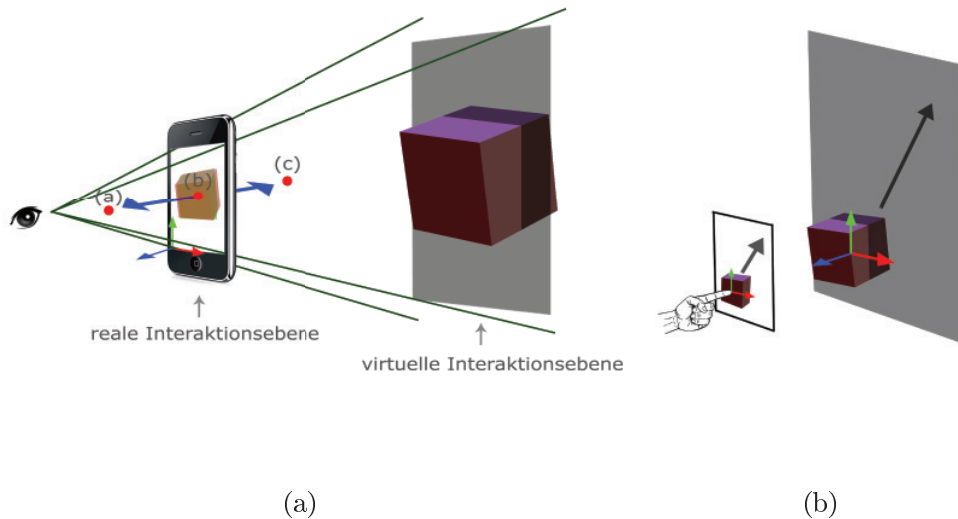 (a)
(b)
(c)
reale Interaktionsebene
virtuelle Interaktionsebene
(a)
(b)